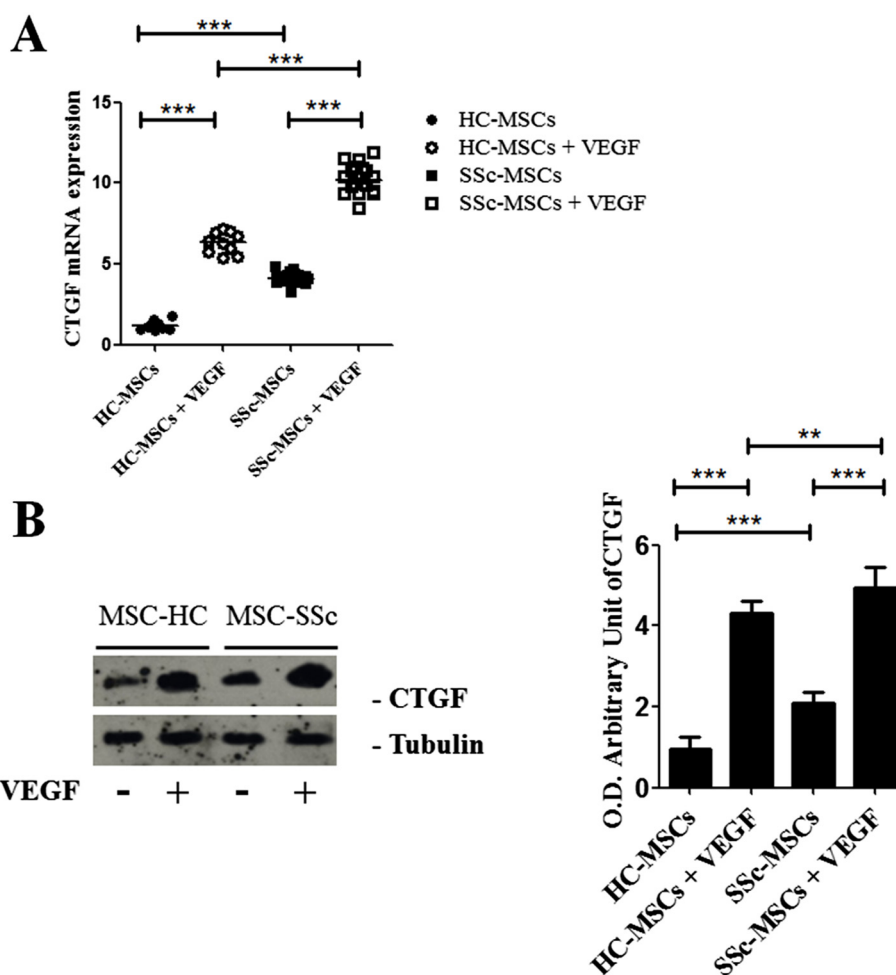 A
***
***
***
***
CTGF mRNA expression
15
10
5
0
HC-MSCs
HC-MSCs + VEGF
SSc-MSCs
SSc-MSCs + VEGF
HC-MSCs
HC-MSCs + VEGF
SSc-MSCs
SSc-MSCs + VEGF
B
MSC-HC
MSC-SSc
- CTGF
- Tubulin
VEGF - + - +
**
***
***
***
O.D. Arbitrary Unit of CTGF
6
4
2
0
HC-MSCs
HC-MSCs + VEGF
SSc-MSCs
SSc-MSCs + VEGF